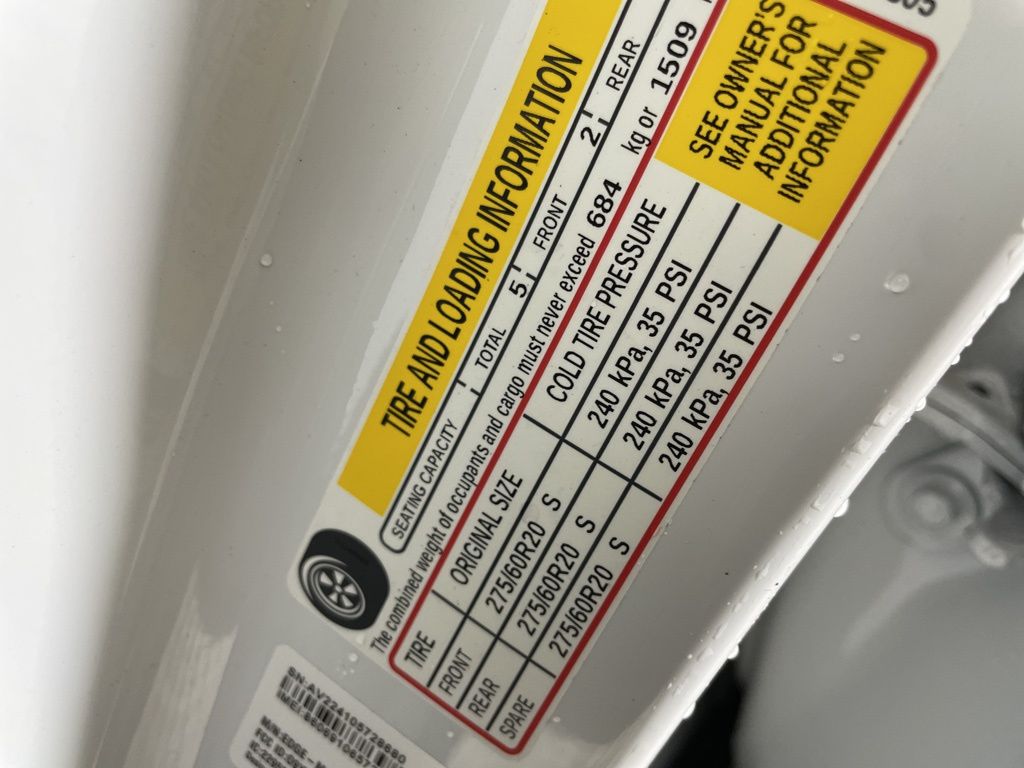 TIRE AND LOADING INFORMATION
SEATING CAPACITY TOTAL 5 FRONT 2 REAR
The combined weight of occupants and cargo must never exceed 684 kg or 1509
TIRE ORIGINAL SIZE COLD TIRE PRESSURE
FRONT 275/60R20 S 240 kPa, 35 PSI
REAR 275/60R20 S 240 kPa, 35 PSI
SPARE 275/60R20 S 240 kPa, 35 PSI
SEE OWNER'S
MANUAL FOR
ADDITIONAL
INFORMATION